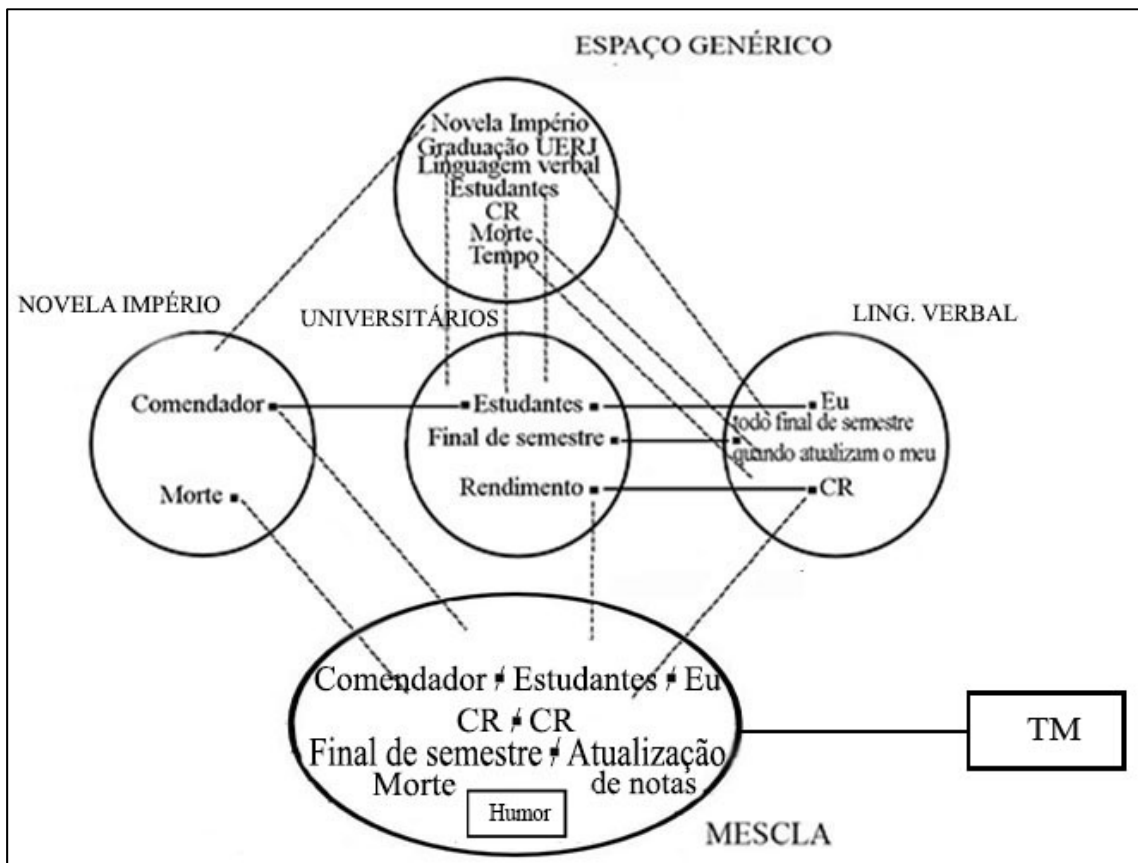 ESPAÇO GENÉRICO
Novela Império
Graduação UERJ
Linguagem verbal
Estudantes
CR
Morte
Tempo
NOVELA IMPÉRIO
UNIVERSITÁRIOS
LING. VERBAL
Comendador
Morte
Estudantes
Final de semestre
Rendimento
Eu
todo final de semestre
quando atualizam o meu
CR
Comendador / Estudantes / Eu
CR / CR
Final de semestre / Atualização
Morte de notas
Humor
MESCLA
TM